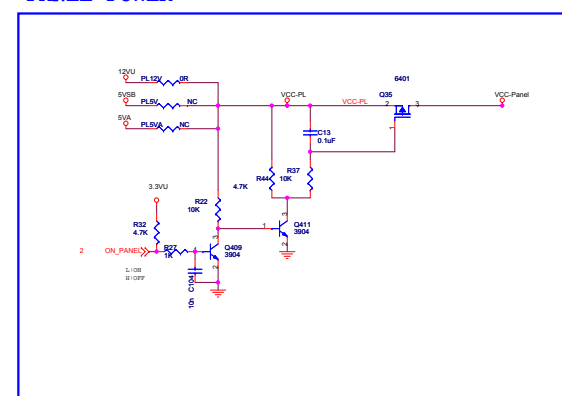 12VU
PL12V 0R
5VSB
PL5V NC
5VA
PL5VA NC
6401
Q35
VCC-PL
VCC-PL 2 3
VCC-Panel
1
C13
0.1uF
R44 4.7K
R37
10K
3.3VU
R22
10K
R32
4.7K
3
1
Q411
3904
2
2 ON_PANEL
R27
1K
3
1
Q409
3904
2
L:ON
H:OFF
C104
10n